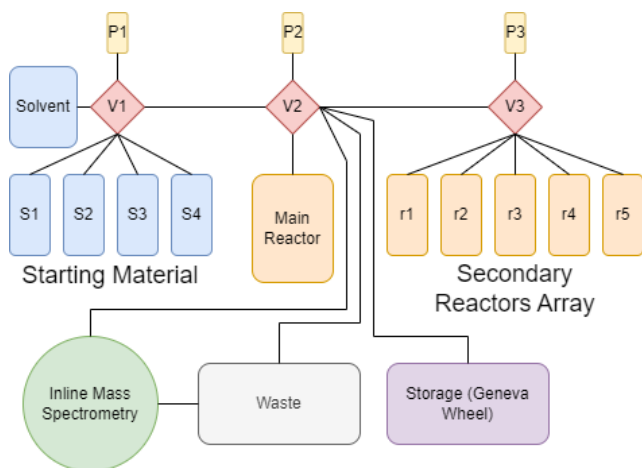 P1
P2
P3
Solvent
V1
V2
V3
S1
S2
S3
S4
Main
Reactor
r1
r2
r3
r4
r5
Starting Material
Secondary
Reactors Array
Inline Mass
Spectrometry
Waste
Storage (Geneva
Wheel)